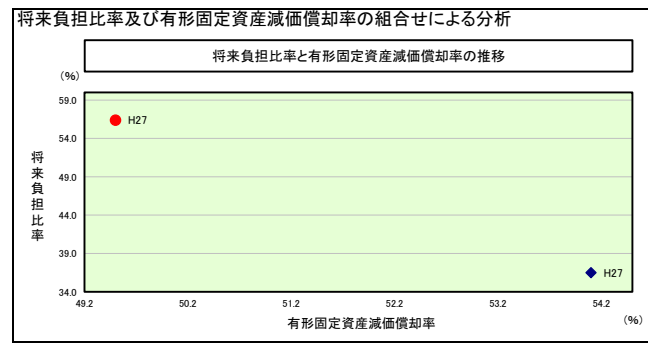 将来負担比率及び有形固定資産減価償却率の組合せによる分析
将来負担比率と有形固定資産減価償却率の推移
(%)
59.0
54.0
49.0
44.0
39.0
34.0
将来負担比率
H27
H27
49.2 50.2 51.2 52.2 53.2 54.2
有形固定資産減価償却率
(%)